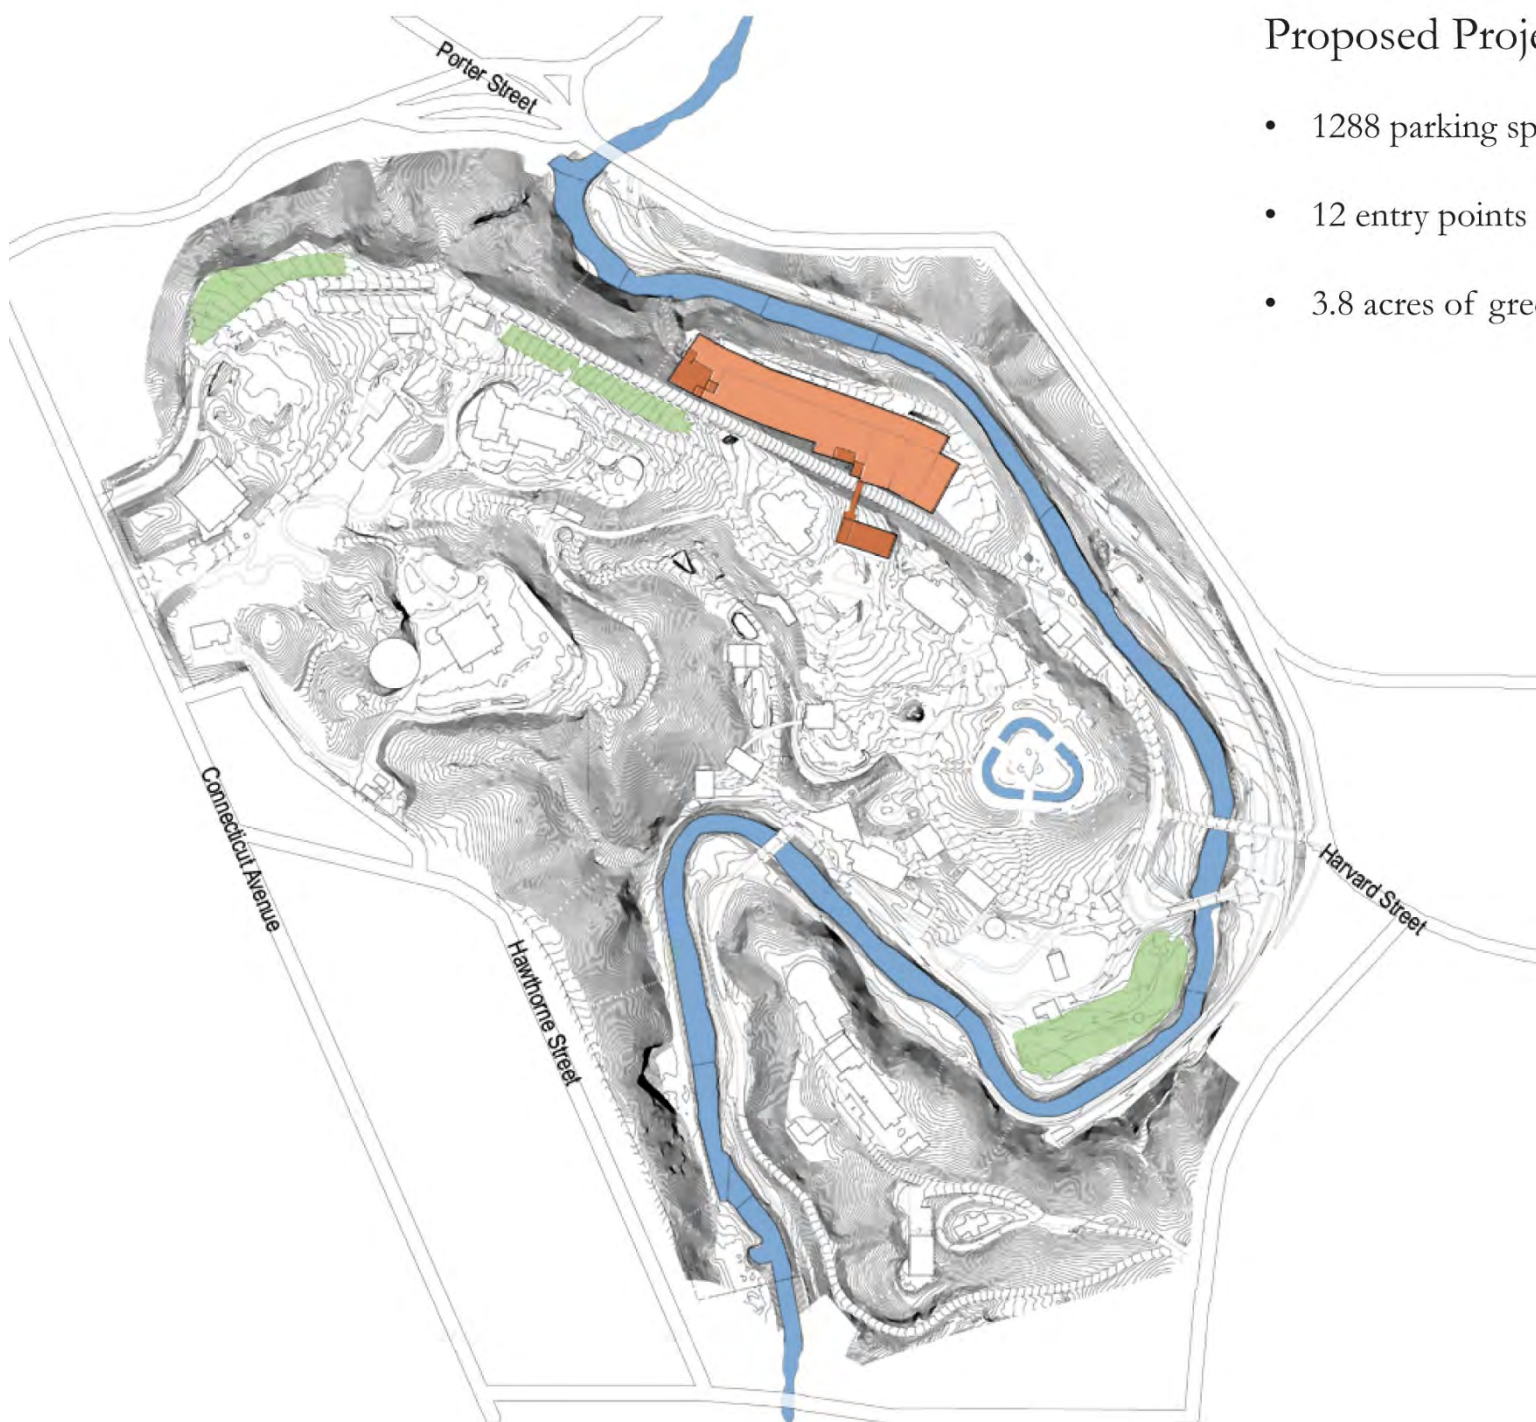 Proposed Proje
• 1288 parking sp
• 12 entry points
• 3.8 acres of gree
Porter Street
Connecticut Avenue
Hawthorne Street
Harvard Street